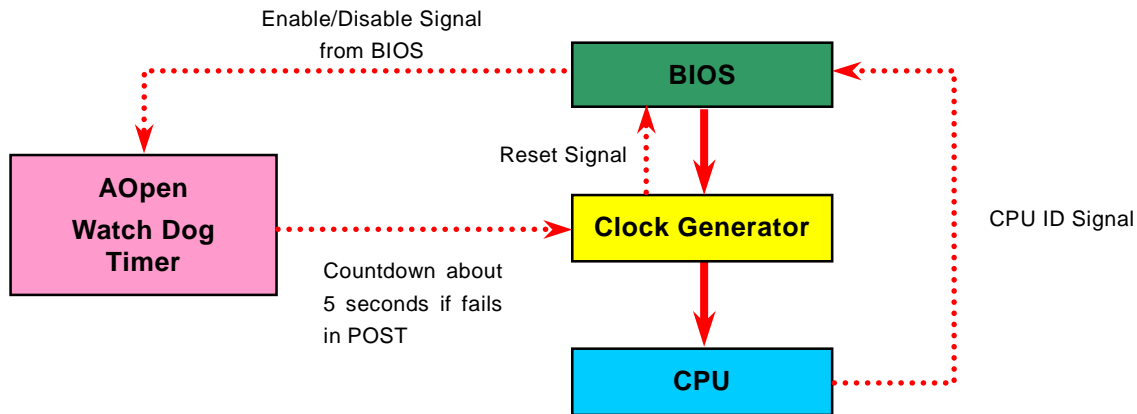 Enable/Disable Signal
from BIOS
BIOS
Reset Signal
AOpen
Watch Dog
Timer
Clock Generator
CPU ID Signal
Countdown about
5 seconds if fails
in POST
CPU